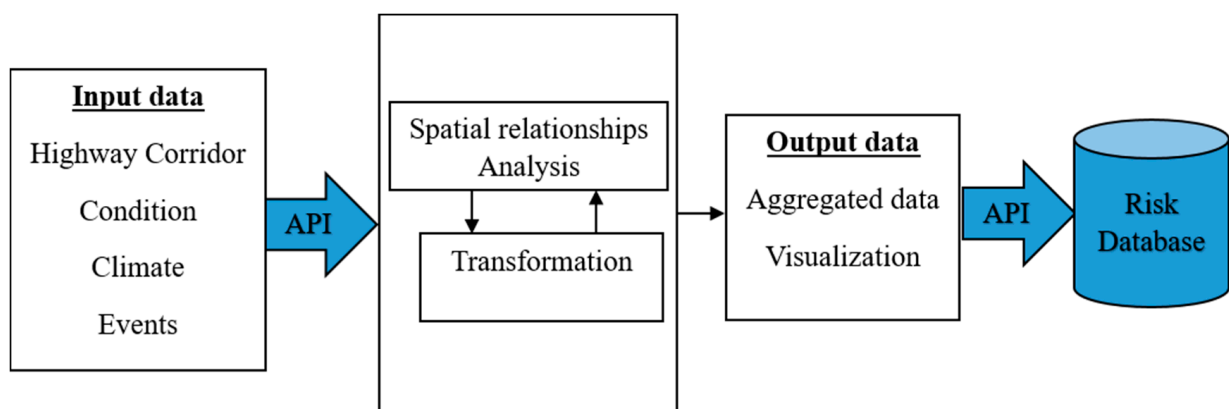 Input data
Highway Corridor
Condition
Climate
Events
API
Spatial relationships
Analysis
Transformation
Output data
Aggregated data
Visualization
API
Risk
Database